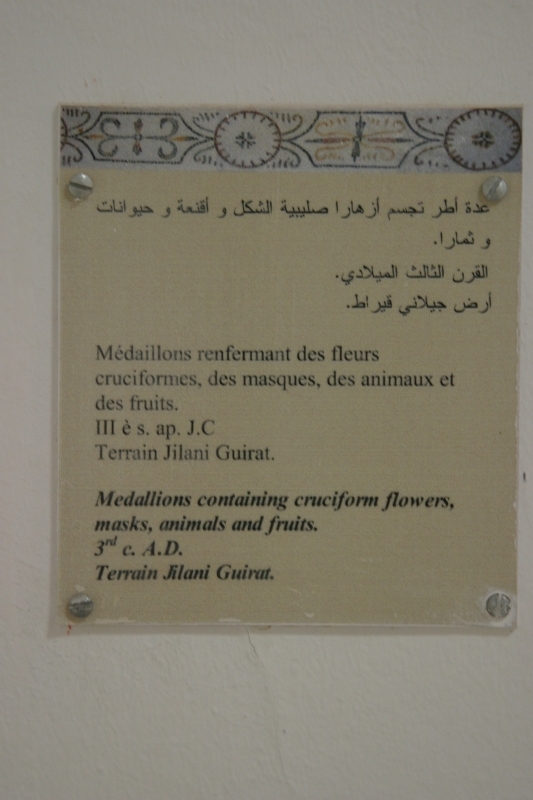 عدة أطر تجسم أزهارا صليبية الشكل و أقنعة و حيوانات
و ثمارا.
القرن الثالث الميلادي.
أرض جيلاني قيراط.
Médaillons renfermant des fleurs
cruciformes, des masques, des animaux et
des fruits.
III è s. ap. J.C
Terrain Jilani Guirat.
Medallions containing cruciform flowers,
masks, animals and fruits.
3rd c. A.D.
Terrain Jilani Guirat.